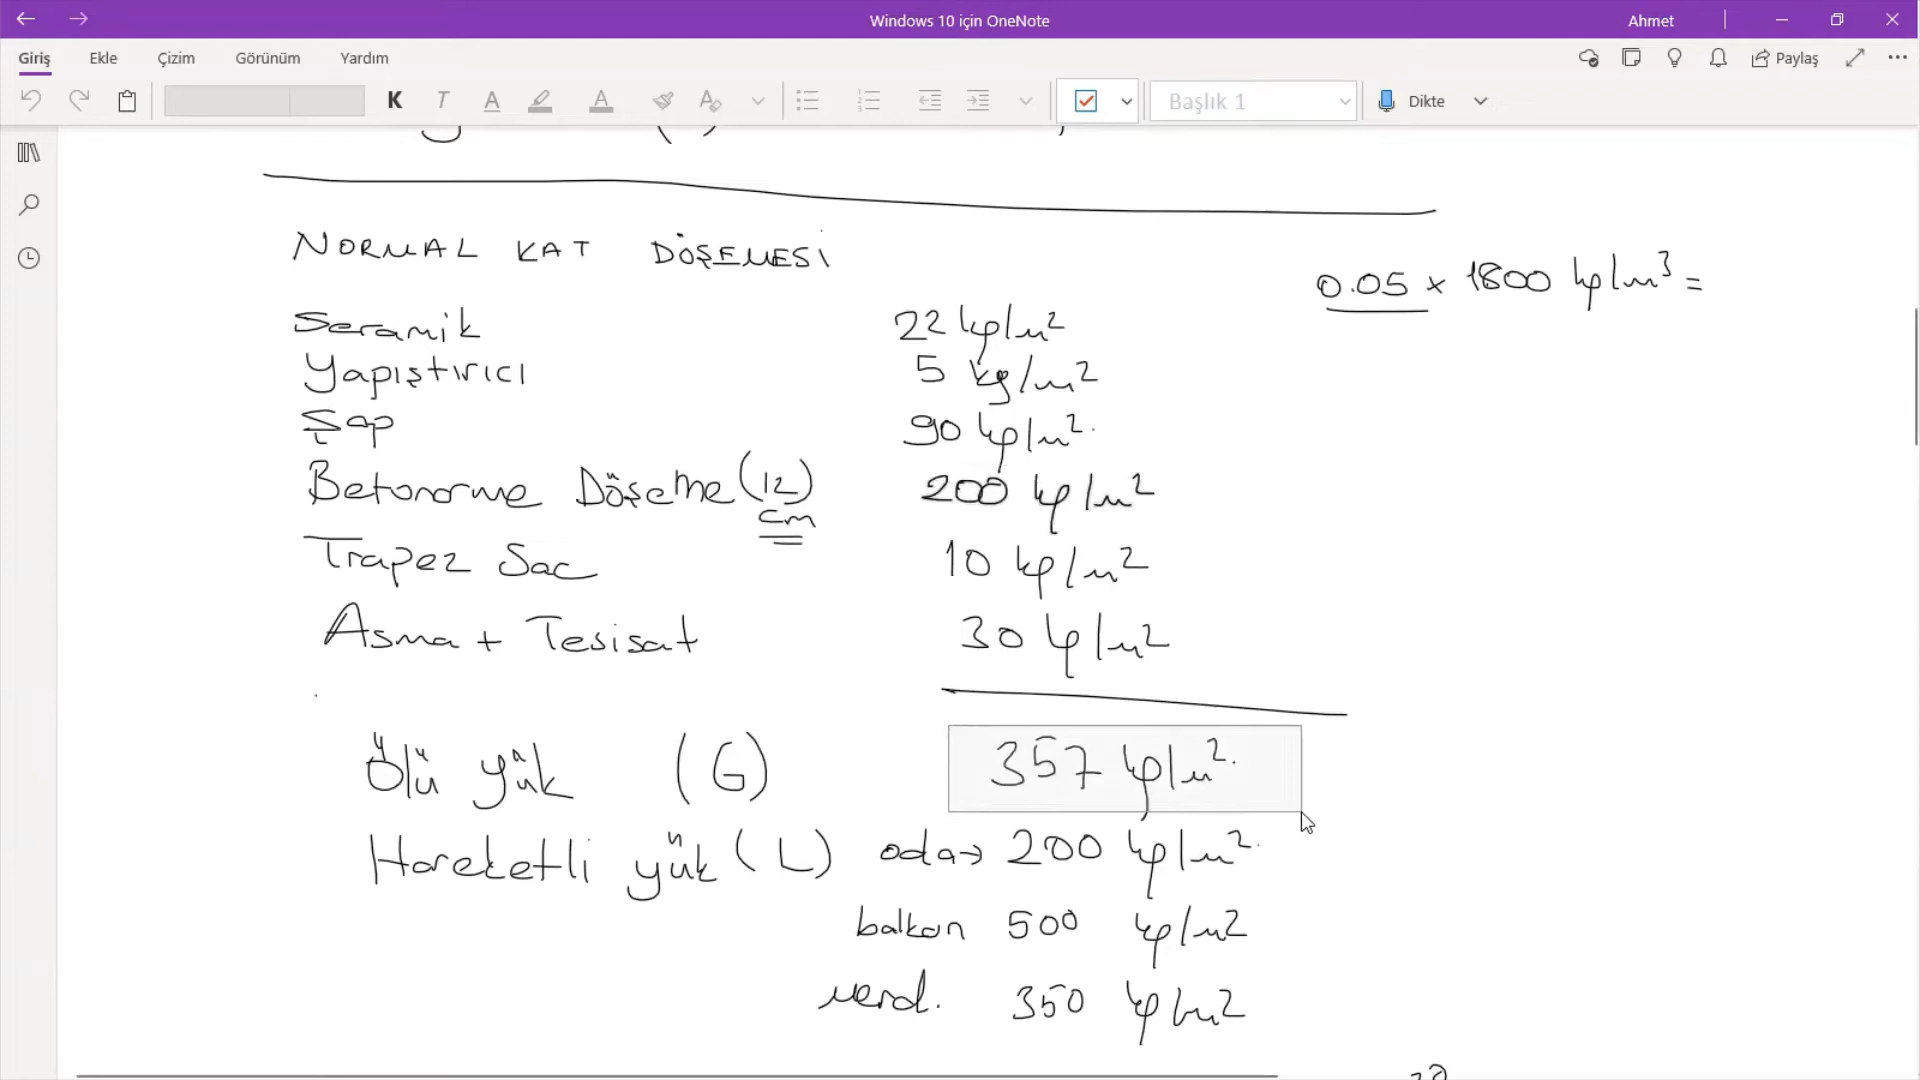 Windows 10 için OneNote
Ahmet
Giriş Ekle Çizim Görünüm Yardım
Paylaş
K T A A
Başlık 1
Dikte
NORMAL KAT DÖŞEMESİ
0.05 x 1800 kg/m³ =
Seramik 22 kg/m²
Yapıştırıcı 5 kg/m²
Şap 90 kg/m²
Betonarme Döşeme (12 cm) 200 kg/m²
Trapez Sac 10 kg/m²
Asma + Tesisat 30 kg/m²
Ölü yük (G) 357 kg/m²
Hareketli yük (L) oda→ 200 kg/m²
balkon 500 kg/m²
merd. 350 kg/m²